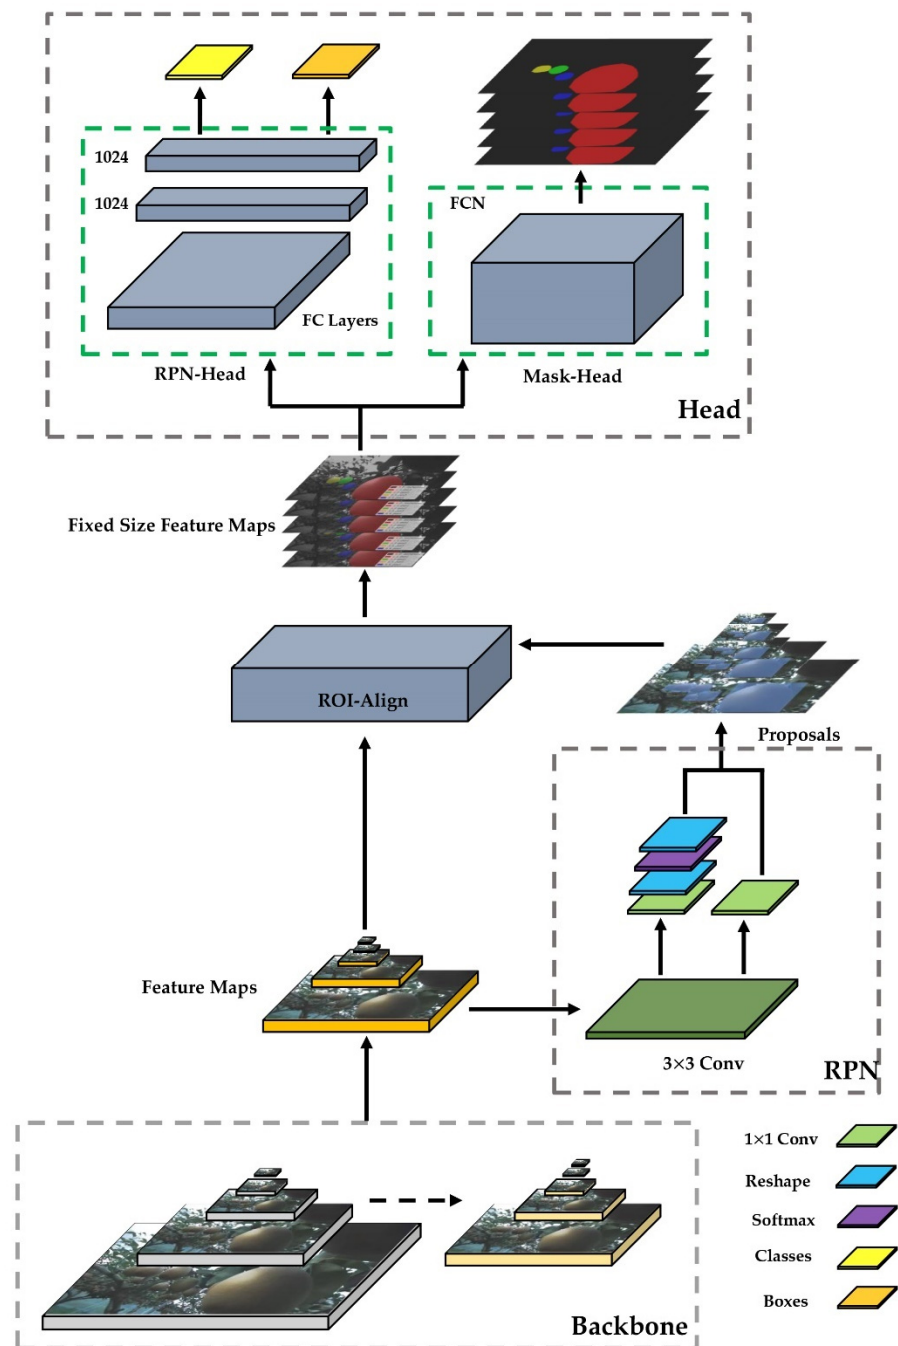 1024
1024
FC Layers
RPN-Head
FCN
Mask-Head
Head
Fixed Size Feature Maps
ROI-Align
Proposals
Feature Maps
3×3 Conv
RPN
1×1 Conv
Reshape
Softmax
Classes
Boxes
Backbone